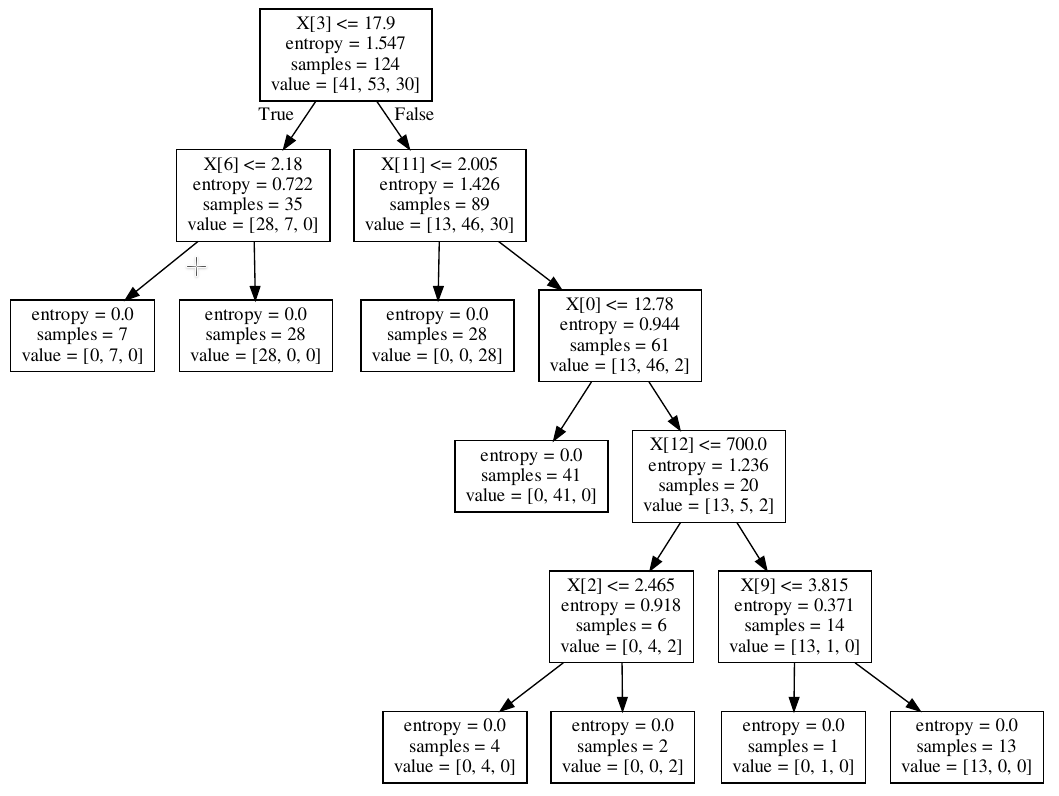 X[3] <= 17.9
entropy = 1.547
samples = 124
value = [41, 53, 30]
True
False
X[6] <= 2.18
entropy = 0.722
samples = 35
value = [28, 7, 0]
X[11] <= 2.005
entropy = 1.426
samples = 89
value = [13, 46, 30]
entropy = 0.0
samples = 7
value = [0, 7, 0]
entropy = 0.0
samples = 28
value = [28, 0, 0]
entropy = 0.0
samples = 28
value = [0, 0, 28]
X[0] <= 12.78
entropy = 0.944
samples = 61
value = [13, 46, 2]
entropy = 0.0
samples = 41
value = [0, 41, 0]
X[12] <= 700.0
entropy = 1.236
samples = 20
value = [13, 5, 2]
X[2] <= 2.465
entropy = 0.918
samples = 6
value = [0, 4, 2]
X[9] <= 3.815
entropy = 0.371
samples = 14
value = [13, 1, 0]
entropy = 0.0
samples = 4
value = [0, 4, 0]
entropy = 0.0
samples = 2
value = [0, 0, 2]
entropy = 0.0
samples = 1
value = [0, 1, 0]
entropy = 0.0
samples = 13
value = [13, 0, 0]